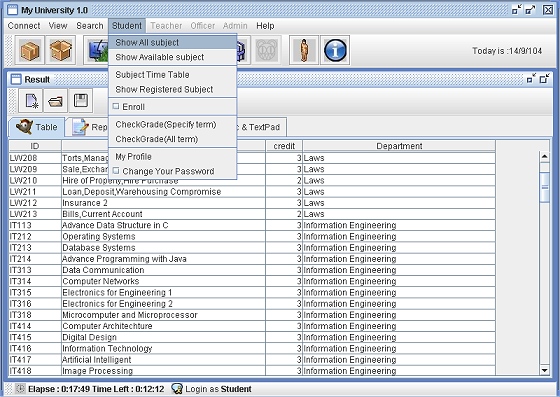 My University 1.0
Connect View Search Student Teacher Officer Admin Help
Today is :14/9/104
Show All subject
Show Available subject
Subject Time Table
Show Registered Subject
Enroll
CheckGrade(Specify term)
CheckGrade(All term)
My Profile
Change Your Password
Result
Table Rep c & TextPad
ID credit Department
LW208 Torts,Manag 3 Laws
LW209 Sale,Exchan 3 Laws
LW210 Hire of Property,Hire Purchase 2 Laws
LW211 Loan,Deposit,Warehousing Compromise 3 Laws
LW212 Insurance 2 3 Laws
LW213 Bills,Current Account 2 Laws
IT113 Advance Data Structure in C 3 Information Engineering
IT212 Operating Systems 3 Information Engineering
IT213 Database Systems 3 Information Engineering
IT214 Advance Programming with Java 3 Information Engineering
IT313 Data Communication 3 Information Engineering
IT314 Computer Networks 3 Information Engineering
IT315 Electronics for Engineering 1 3 Information Engineering
IT316 Electronics for Engineering 2 3 Information Engineering
IT318 Microcomputer and Microprocessor 3 Information Engineering
IT414 Computer Architechture 3 Information Engineering
IT415 Digital Design 3 Information Engineering
IT416 Information Technology 3 Information Engineering
IT417 Artificial Intelligent 3 Information Engineering
IT418 Image Processing 3 Information Engineering
Elapse : 0:17:49 Time Left : 0:12:12 Login as Student